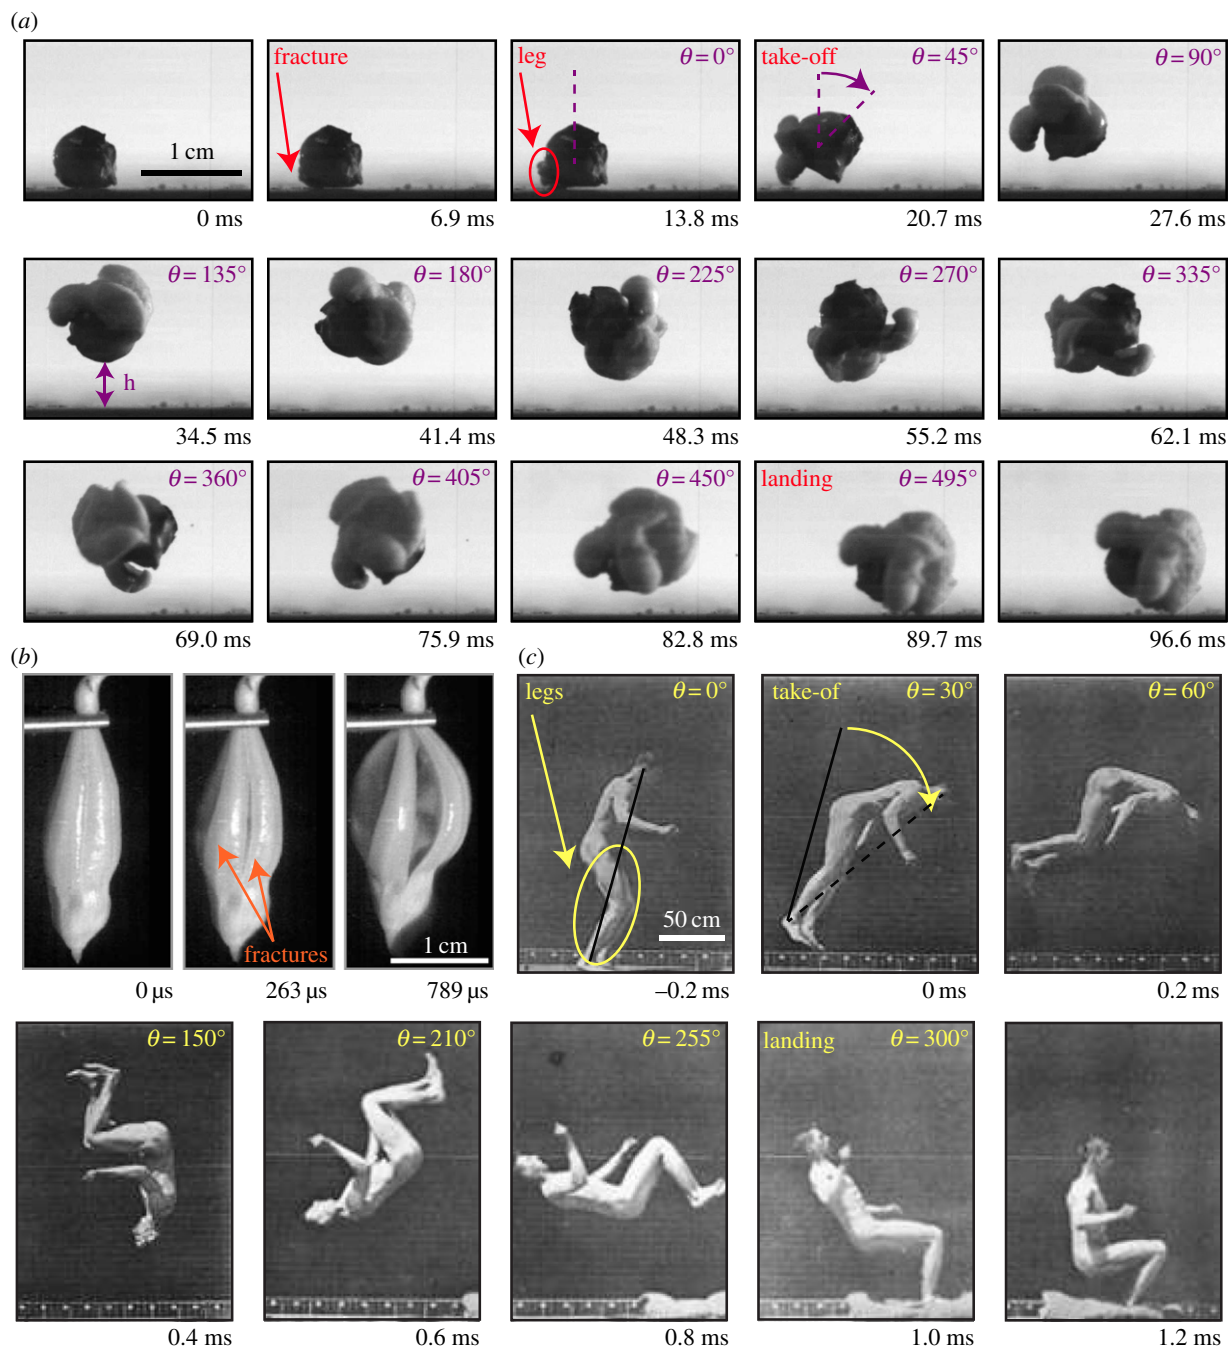 (a)
1 cm
0 ms
fracture
6.9 ms
leg
θ = 0°
13.8 ms
take-off
θ = 45°
20.7 ms
θ = 90°
27.6 ms
θ = 135°
h
34.5 ms
θ = 180°
41.4 ms
θ = 225°
48.3 ms
θ = 270°
55.2 ms
θ = 335°
62.1 ms
θ = 360°
69.0 ms
θ = 405°
75.9 ms
θ = 450°
82.8 ms
landing
θ = 495°
89.7 ms
96.6 ms
(b)
0 µs
fractures
263 µs
1 cm
789 µs
(c)
legs
θ = 0°
50 cm
–0.2 ms
take-of
θ = 30°
0 ms
θ = 60°
0.2 ms
θ = 150°
0.4 ms
θ = 210°
0.6 ms
θ = 255°
0.8 ms
landing
θ = 300°
1.0 ms
1.2 ms